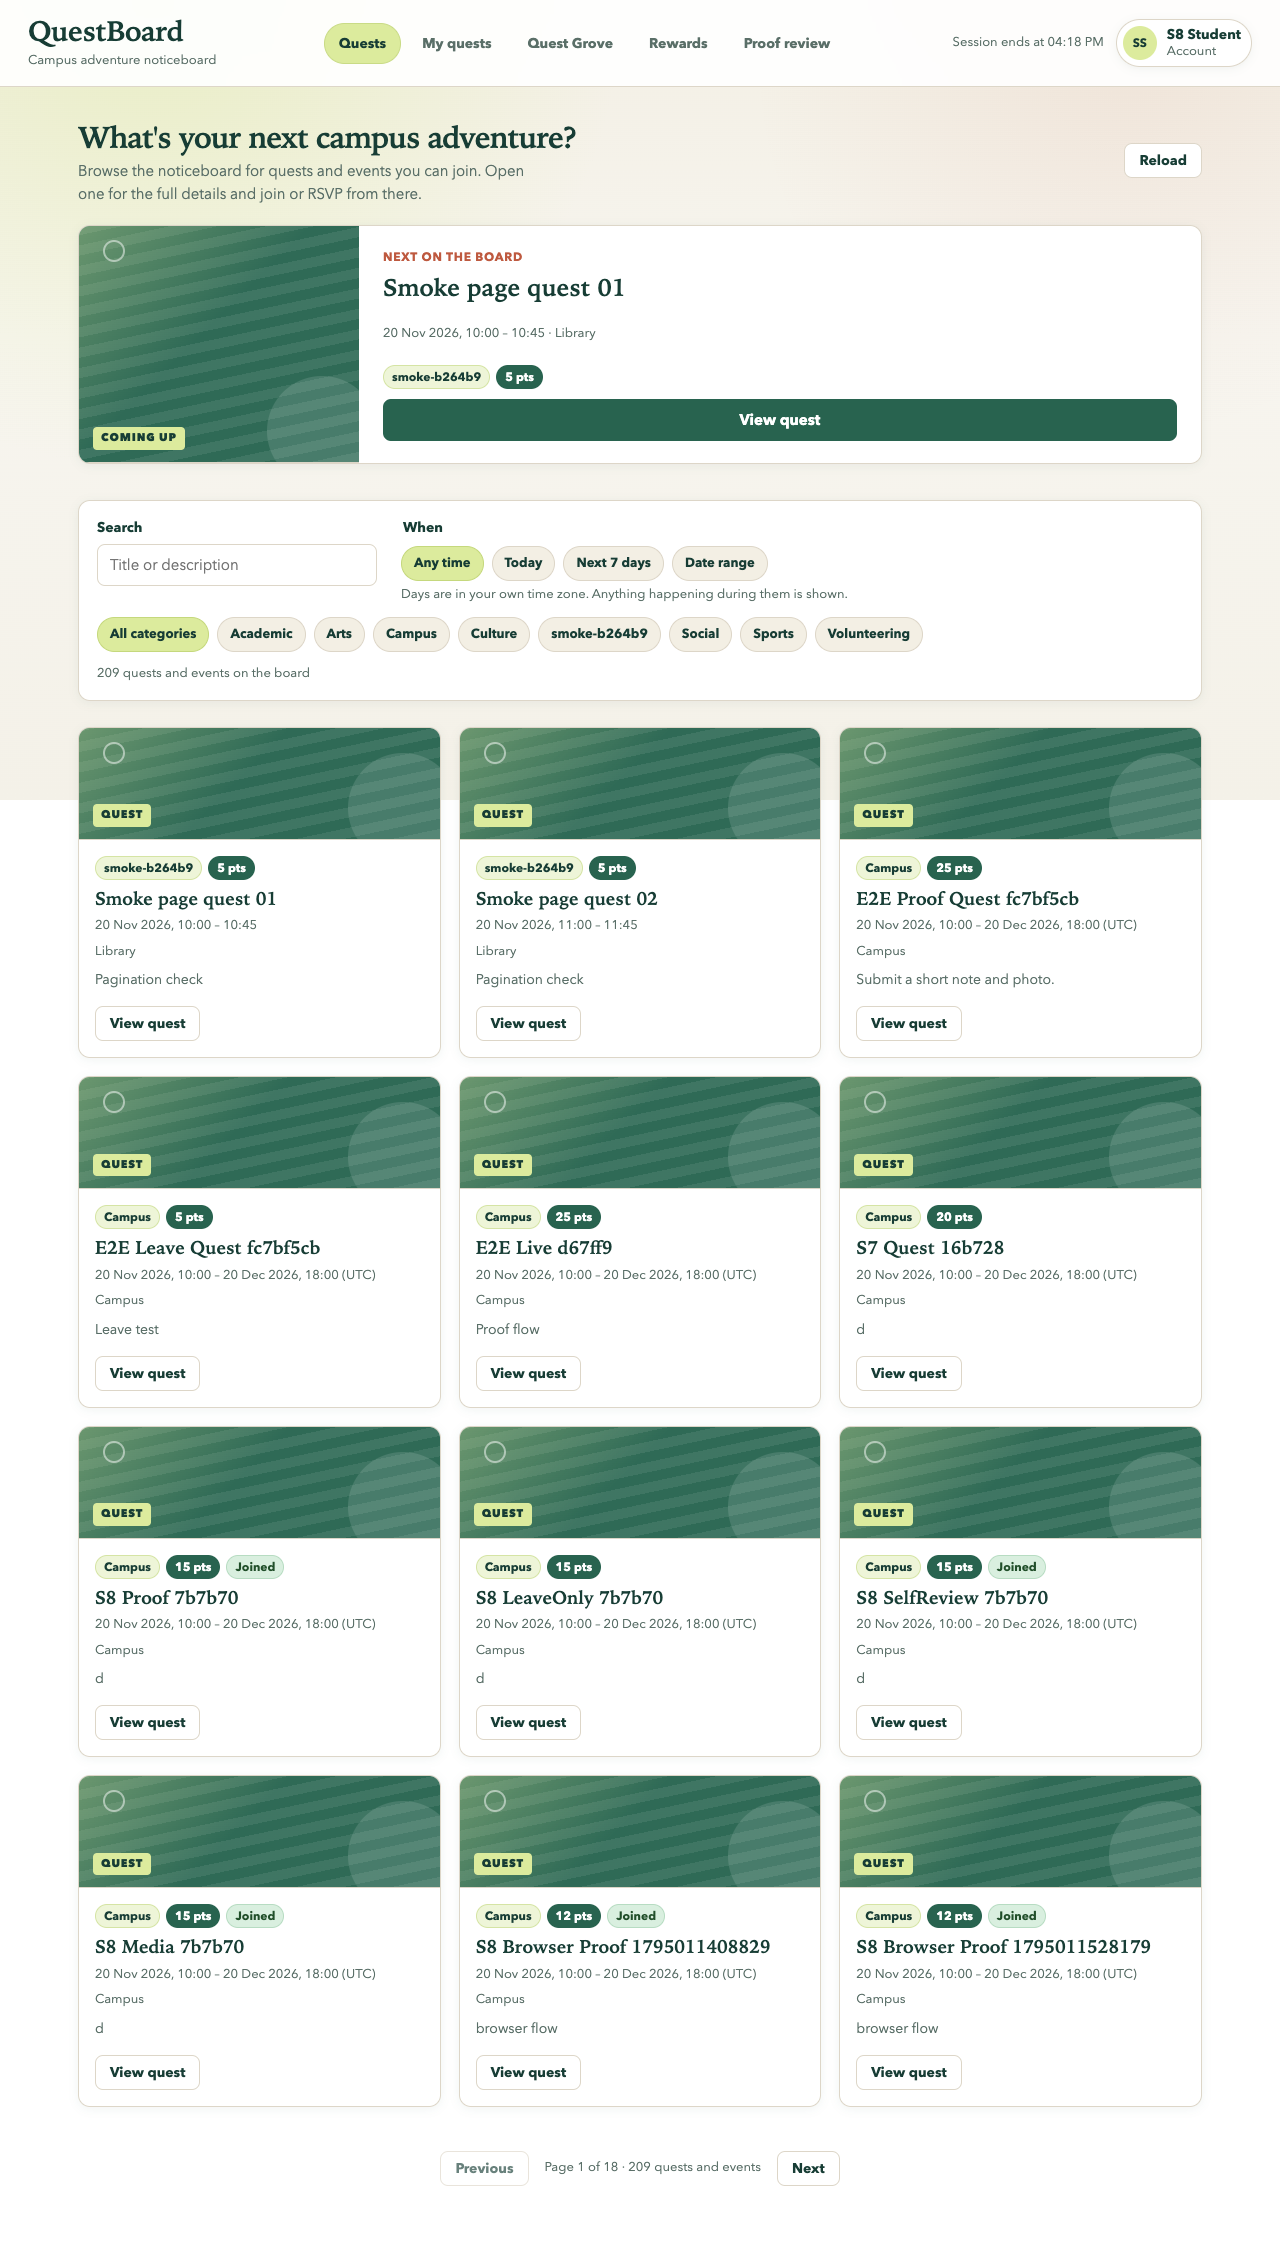 QuestBoard
Campus adventure noticeboard
Quests
My quests
Quest Grove
Rewards
Proof review
Session ends at 04:18 PM
SS
S8 Student
Account
What's your next campus adventure?
Browse the noticeboard for quests and events you can join. Open
one for the full details and join or RSVP from there.
Reload
COMING UP
NEXT ON THE BOARD
Smoke page quest 01
20 Nov 2026, 10:00 – 10:45 · Library
smoke-b264b9 5 pts
View quest
Search
Title or description
When
Any time Today Next 7 days Date range
Days are in your own time zone. Anything happening during them is shown.
All categories Academic Arts Campus Culture smoke-b264b9 Social Sports Volunteering
209 quests and events on the board
QUEST
smoke-b264b9 5 pts
Smoke page quest 01
20 Nov 2026, 10:00 – 10:45
Library
Pagination check
View quest
QUEST
smoke-b264b9 5 pts
Smoke page quest 02
20 Nov 2026, 11:00 – 11:45
Library
Pagination check
View quest
QUEST
Campus 25 pts
E2E Proof Quest fc7bf5cb
20 Nov 2026, 10:00 – 20 Dec 2026, 18:00 (UTC)
Campus
Submit a short note and photo.
View quest
QUEST
Campus 5 pts
E2E Leave Quest fc7bf5cb
20 Nov 2026, 10:00 – 20 Dec 2026, 18:00 (UTC)
Campus
Leave test
View quest
QUEST
Campus 25 pts
E2E Live d67ff9
20 Nov 2026, 10:00 – 20 Dec 2026, 18:00 (UTC)
Campus
Proof flow
View quest
QUEST
Campus 20 pts
S7 Quest 16b728
20 Nov 2026, 10:00 – 20 Dec 2026, 18:00 (UTC)
Campus
d
View quest
QUEST
Campus 15 pts Joined
S8 Proof 7b7b70
20 Nov 2026, 10:00 – 20 Dec 2026, 18:00 (UTC)
Campus
d
View quest
QUEST
Campus 15 pts
S8 LeaveOnly 7b7b70
20 Nov 2026, 10:00 – 20 Dec 2026, 18:00 (UTC)
Campus
d
View quest
QUEST
Campus 15 pts Joined
S8 SelfReview 7b7b70
20 Nov 2026, 10:00 – 20 Dec 2026, 18:00 (UTC)
Campus
d
View quest
QUEST
Campus 15 pts Joined
S8 Media 7b7b70
20 Nov 2026, 10:00 – 20 Dec 2026, 18:00 (UTC)
Campus
d
View quest
QUEST
Campus 12 pts Joined
S8 Browser Proof 1795011408829
20 Nov 2026, 10:00 – 20 Dec 2026, 18:00 (UTC)
Campus
browser flow
View quest
QUEST
Campus 12 pts Joined
S8 Browser Proof 1795011528179
20 Nov 2026, 10:00 – 20 Dec 2026, 18:00 (UTC)
Campus
browser flow
View quest
Previous
Page 1 of 18 · 209 quests and events
Next